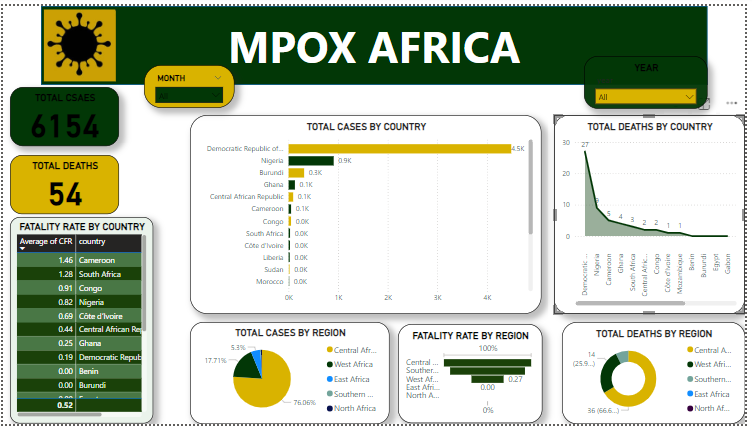 MPOX AFRICA
MONTH
All
YEAR
All
TOTAL CSAES
6154
TOTAL DEATHS
54
FATALITY RATE BY COUNTRY
Average of CFR country
1.46 Cameroon
1.28 South Africa
0.91 Congo
0.82 Nigeria
0.69 Côte d'Ivoire
0.44 Central African Re
0.25 Ghana
0.19 Democratic Repub
0.00 Benin
0.00 Burundi
0.52
TOTAL CASES BY COUNTRY
Democratic Republic of... 4.5K
Nigeria 0.9K
Burundi 0.3K
Ghana 0.1K
Central African Republic 0.1K
Cameroon 0.1K
Congo 0.0K
South Africa 0.0K
Côte d'Ivoire 0.0K
Liberia 0.0K
Sudan 0.0K
Morocco 0.0K
0K 1K 2K 3K 4K
TOTAL DEATHS BY COUNTRY
30
20
10
0
27
9
5
4
3
2
2
1
1
Democratic ...
Nigeria
Cameroon
Ghana
South Africa
Central Afric...
Congo
Côte d'Ivoire
Mozambique
Benin
Burundi
Egypt
Gabon
TOTAL CASES BY REGION
5.3%
17.71%
76.06%
Central Afr...
West Africa
East Africa
Southern ...
North Africa
FATALITY RATE BY REGION
100%
Central ...
Souther...
West Af... 0.27
East Afri... 0.00
North A...
0%
TOTAL DEATHS BY REGION
14
(25.9...)
36 (66.6...)
Central A...
West Afri...
Southern...
East Africa
North Afr...